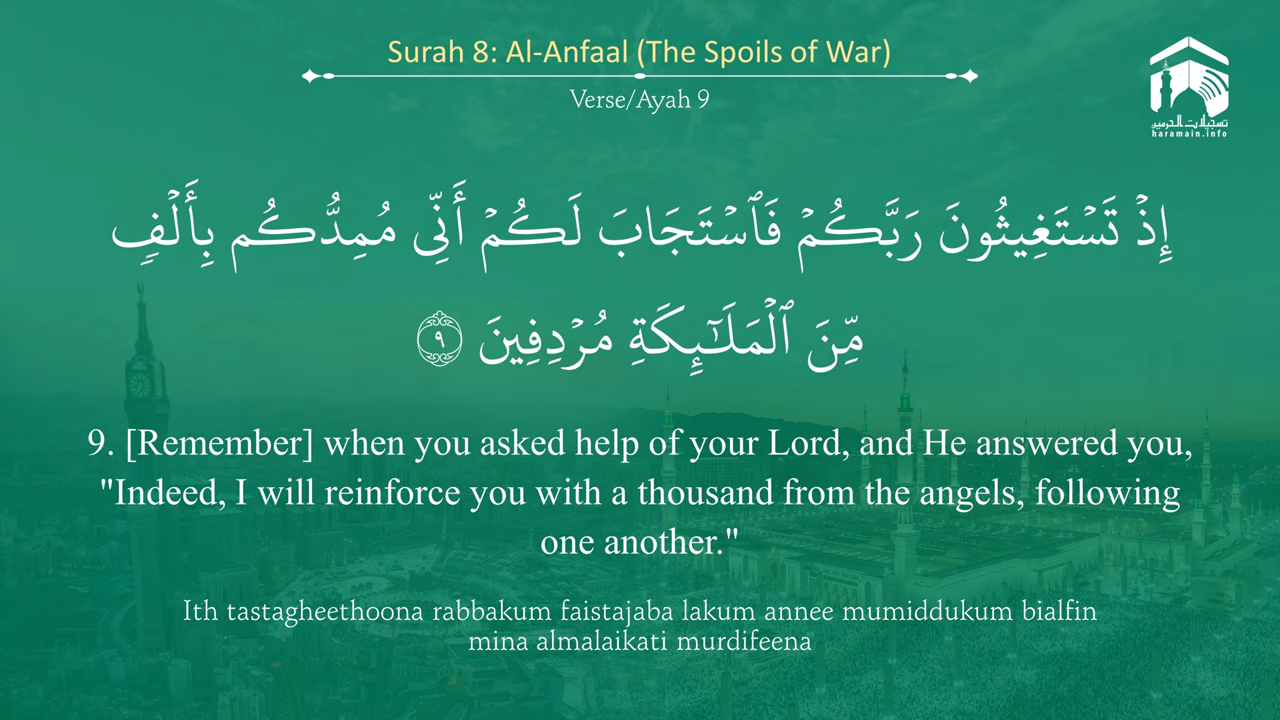 Surah 8: Al-Anfaal (The Spoils of War)
Verse/Ayah 9
تسجيلات الحرمين
haramain.info
إِذْ تَسْتَغِيثُونَ رَبَّكُمْ فَٱسْتَجَابَ لَكُمْ أَنِّى مُمِدُّكُم بِأَلْفٍ
مِّنَ ٱلْمَلَـٰٓئِكَةِ مُرْدِفِينَ ٩
9. [Remember] when you asked help of your Lord, and He answered you,
"Indeed, I will reinforce you with a thousand from the angels, following
one another."
Ith tastagheethoona rabbakum faistajaba lakum annee mumiddukum bialfin
mina almalaikati murdifeena